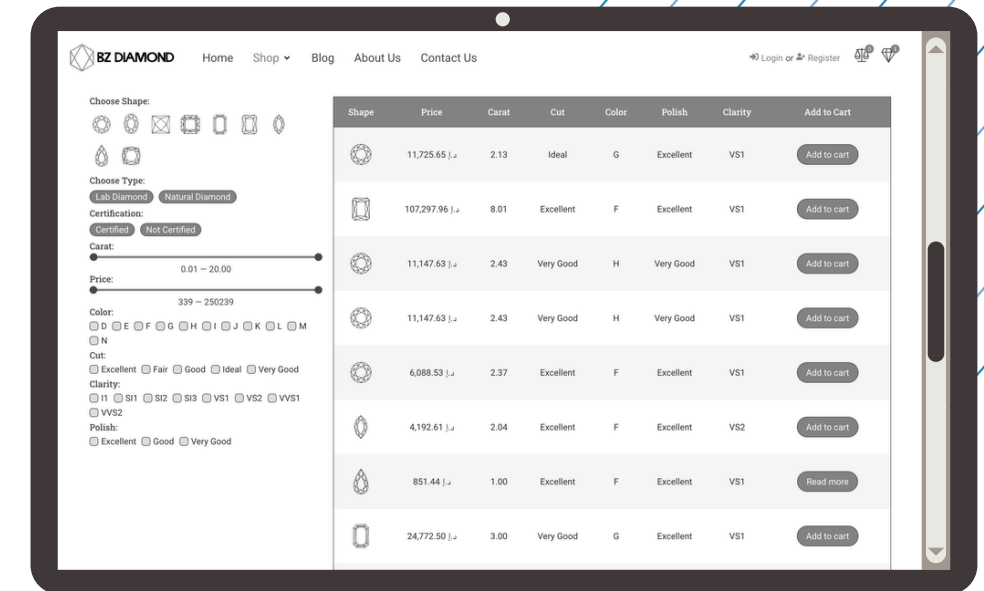 BZ DIAMOND Home Shop Blog About Us Contact Us Login or Register 0 0
Choose Shape:
Choose Type:
Lab Diamond Natural Diamond
Certification:
Certified Not Certified
Carat:
0.01 — 20.00
Price:
339 — 250239
Color:
D E F G H I J K L M
N
Cut:
Excellent Fair Good Ideal Very Good
Clarity:
I1 SI1 SI2 SI3 VS1 VS2 VVS1
VVS2
Polish:
Excellent Good Very Good
Shape Price Carat Cut Color Polish Clarity Add to Cart
11,725.65 د.إ 2.13 Ideal G Excellent VS1 Add to cart
107,297.96 د.إ 8.01 Excellent F Excellent VS1 Add to cart
11,147.63 د.إ 2.43 Very Good H Very Good VS1 Add to cart
11,147.63 د.إ 2.43 Very Good H Very Good VS1 Add to cart
6,088.53 د.إ 2.37 Excellent F Excellent VS1 Add to cart
4,192.61 د.إ 2.04 Excellent F Excellent VS2 Add to cart
851.44 د.إ 1.00 Excellent F Excellent VS1 Read more
24,772.50 د.إ 3.00 Very Good G Excellent VS1 Add to cart